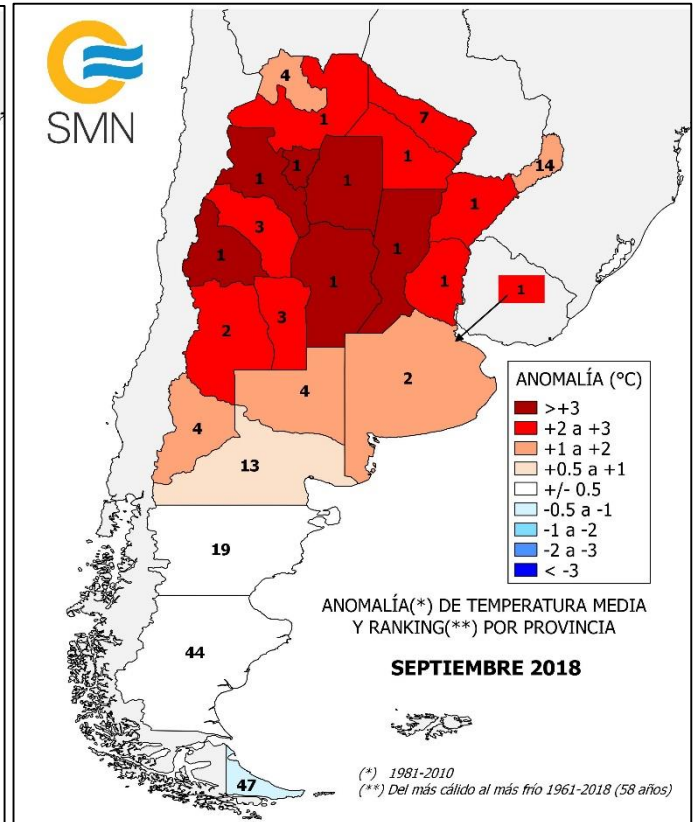 SMN
4
1
7
1
14
1
1
1
3
1
1
1
1
1
1
2
3
4
2
4
13
19
44
47
ANOMALÍA (°C)
>+3
+2 a +3
+1 a +2
+0.5 a +1
+/- 0.5
-0.5 a -1
-1 a -2
-2 a -3
< -3
ANOMALÍA(*) DE TEMPERATURA MEDIA
Y RANKING(**) POR PROVINCIA
SEPTIEMBRE 2018
(*) 1981-2010
(**) Del más cálido al más frío 1961-2018 (58 años)